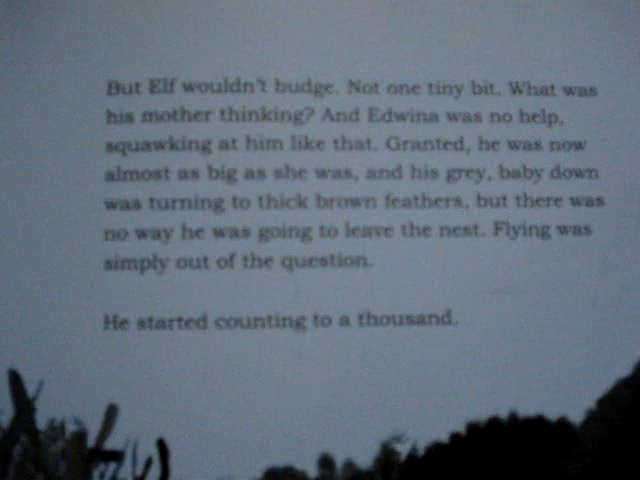 But Elf wouldn't budge. Not one tiny bit. What was
his mother thinking? And Edwina was no help,
squawking at him like that. Granted, he was now
almost as big as she was, and his grey, baby down
was turning to thick brown feathers, but there was
no way he was going to leave the nest. Flying was
simply out of the question.
He started counting to a thousand.